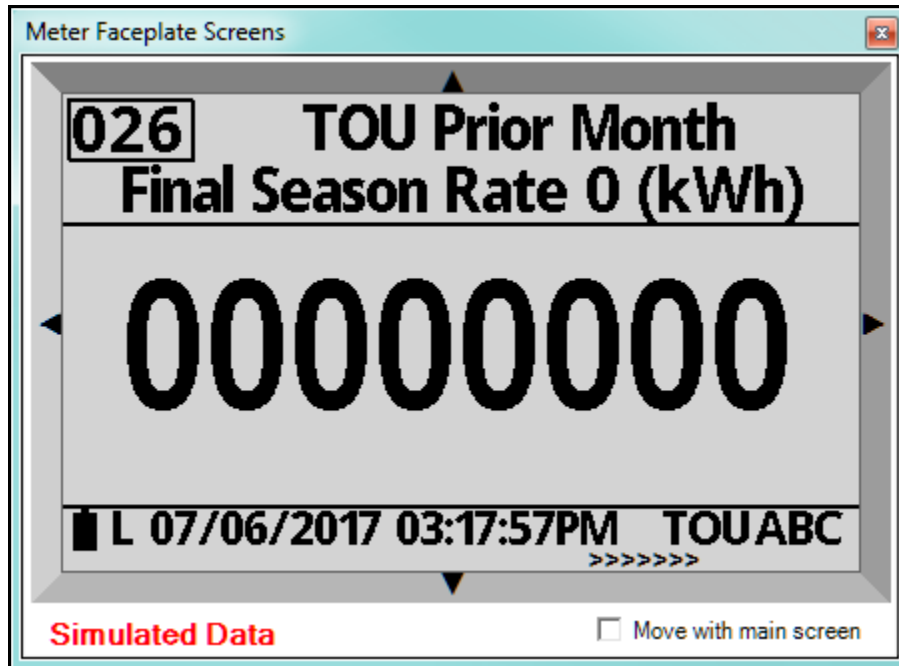 Meter Faceplate Screens
026 TOU Prior Month
Final Season Rate 0 (kWh)
00000000
L 07/06/2017 03:17:57PM TOU ABC
>>>>>>>
Simulated Data Move with main screen